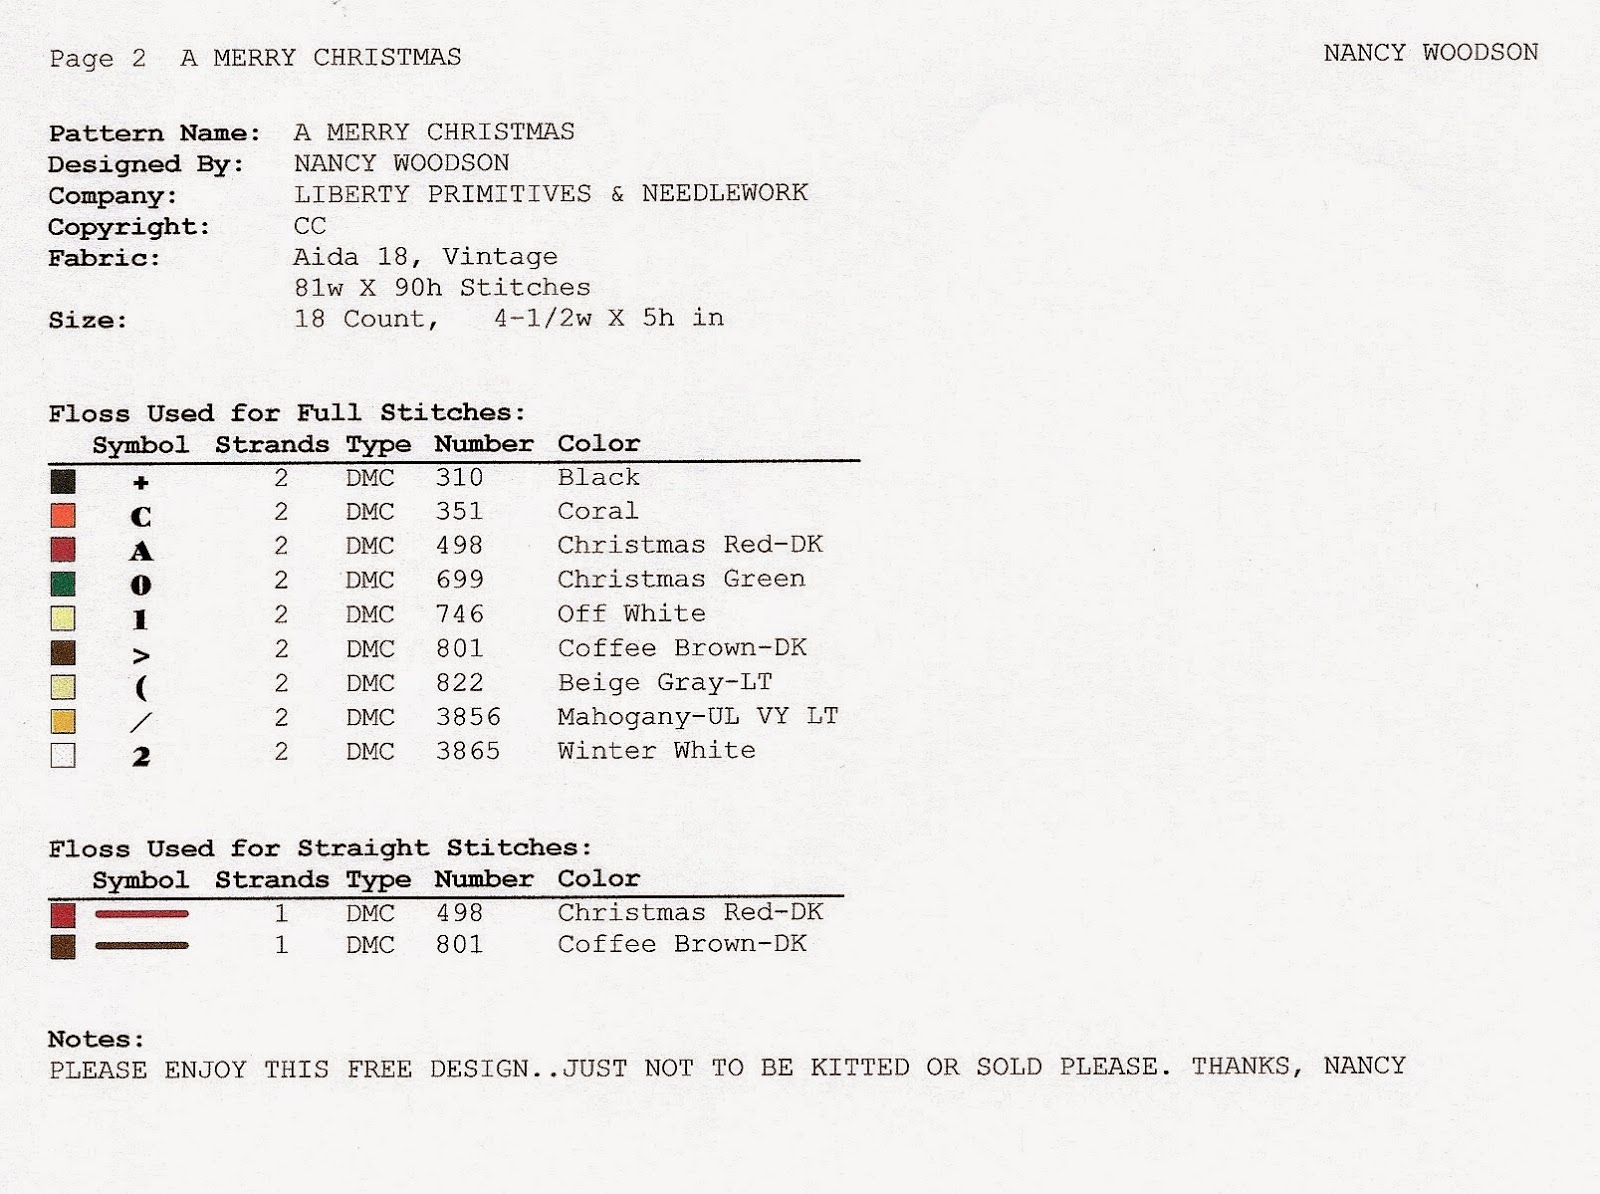 Page 2 A MERRY CHRISTMAS NANCY WOODSON
Pattern Name: A MERRY CHRISTMAS
Designed By: NANCY WOODSON
Company: LIBERTY PRIMITIVES & NEEDLEWORK
Copyright: CC
Fabric: Aida 18, Vintage
81w X 90h Stitches
Size: 18 Count, 4-1/2w X 5h in
Floss Used for Full Stitches:
Symbol Strands Type Number Color
+ 2 DMC 310 Black
C 2 DMC 351 Coral
A 2 DMC 498 Christmas Red-DK
0 2 DMC 699 Christmas Green
1 2 DMC 746 Off White
> 2 DMC 801 Coffee Brown-DK
( 2 DMC 822 Beige Gray-LT
/ 2 DMC 3856 Mahogany-UL VY LT
2 2 DMC 3865 Winter White
Floss Used for Straight Stitches:
Symbol Strands Type Number Color
1 DMC 498 Christmas Red-DK
1 DMC 801 Coffee Brown-DK
Notes:
PLEASE ENJOY THIS FREE DESIGN..JUST NOT TO BE KITTED OR SOLD PLEASE. THANKS, NANCY